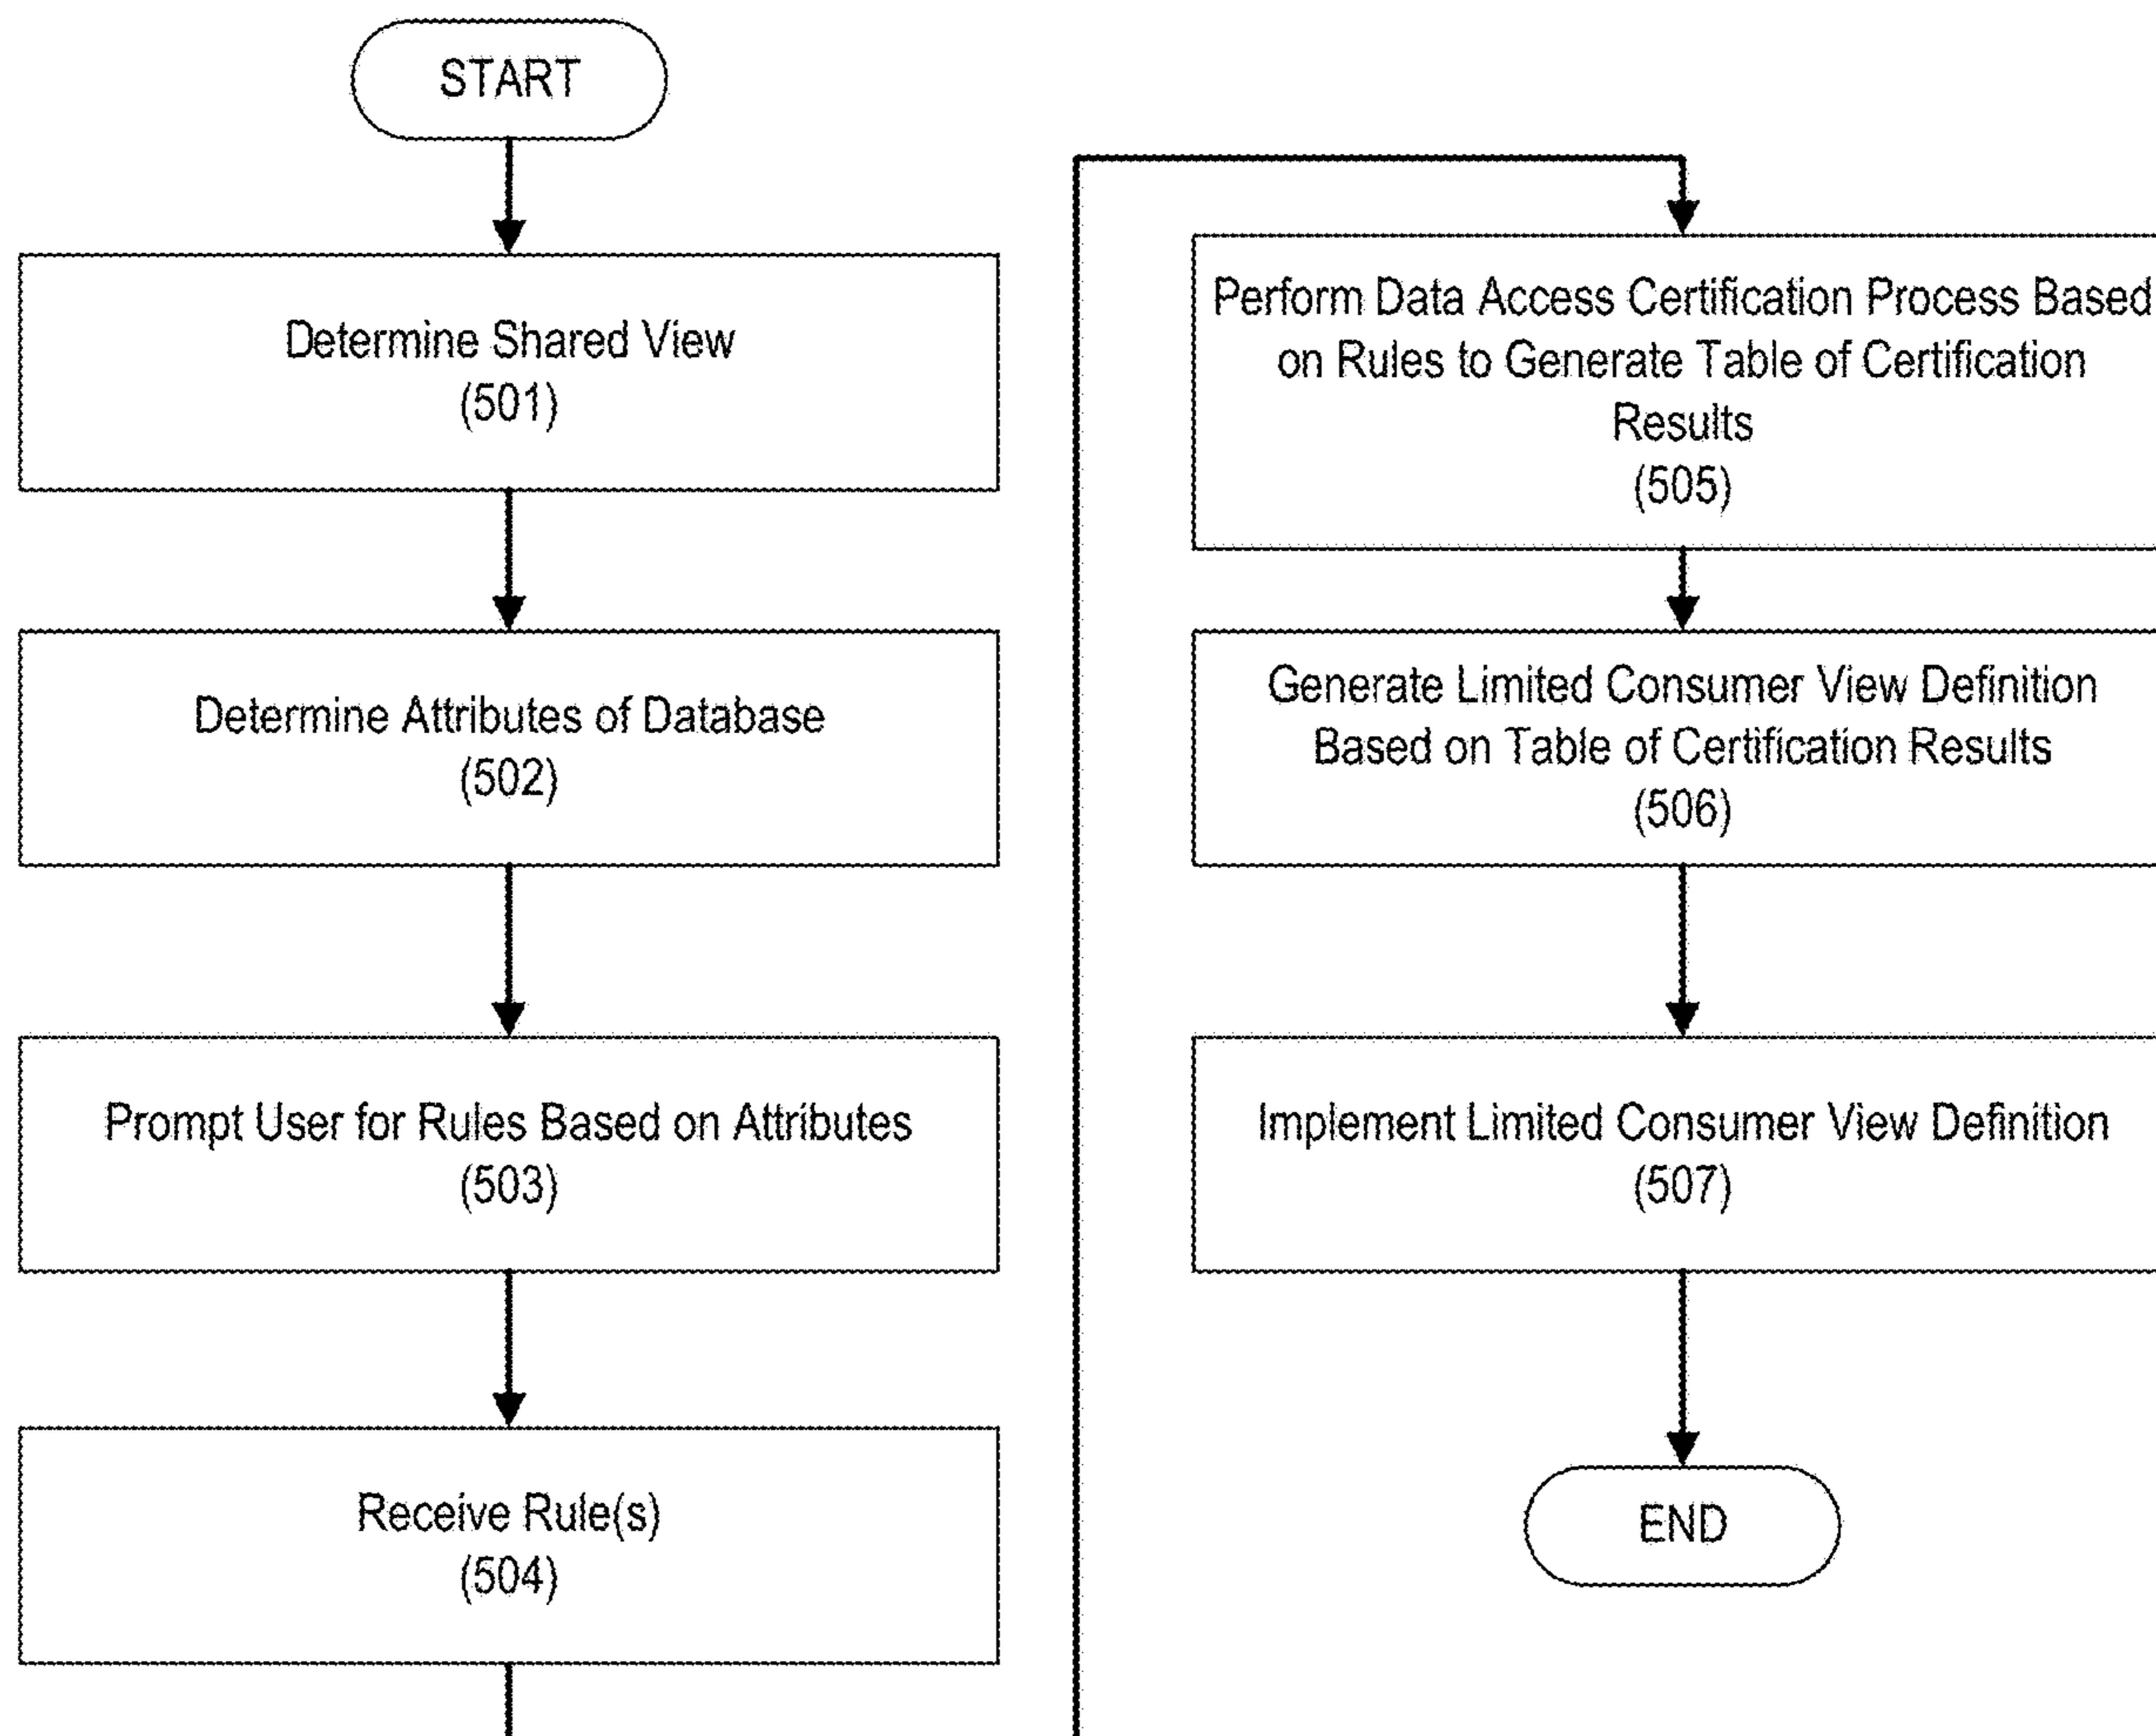 START
Determine Shared View
(501)
Determine Attributes of Database
(502)
Prompt User for Rules Based on Attributes
(503)
Receive Rule(s)
(504)
Perform Data Access Certification Process Based
on Rules to Generate Table of Certification
Results
(505)
Generate Limited Consumer View Definition
Based on Table of Certification Results
(506)
Implement Limited Consumer View Definition
(507)
END